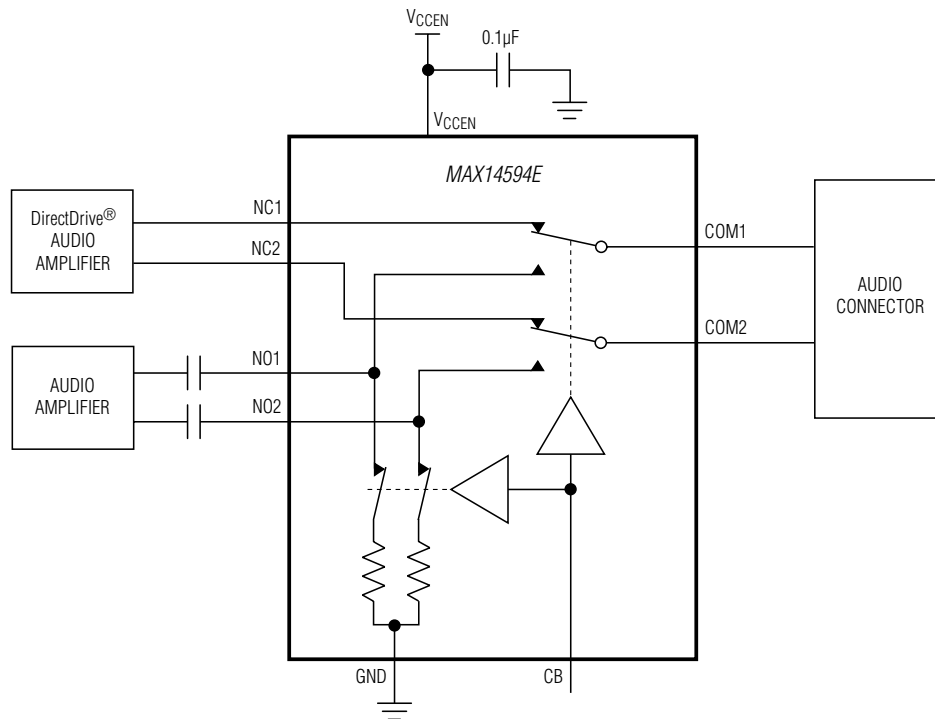 VCCEN
0.1µF
VCCEN
MAX14594E
DirectDrive®
AUDIO
AMPLIFIER
NC1
NC2
COM1
COM2
AUDIO
CONNECTOR
AUDIO
AMPLIFIER
NO1
NO2
GND
CB